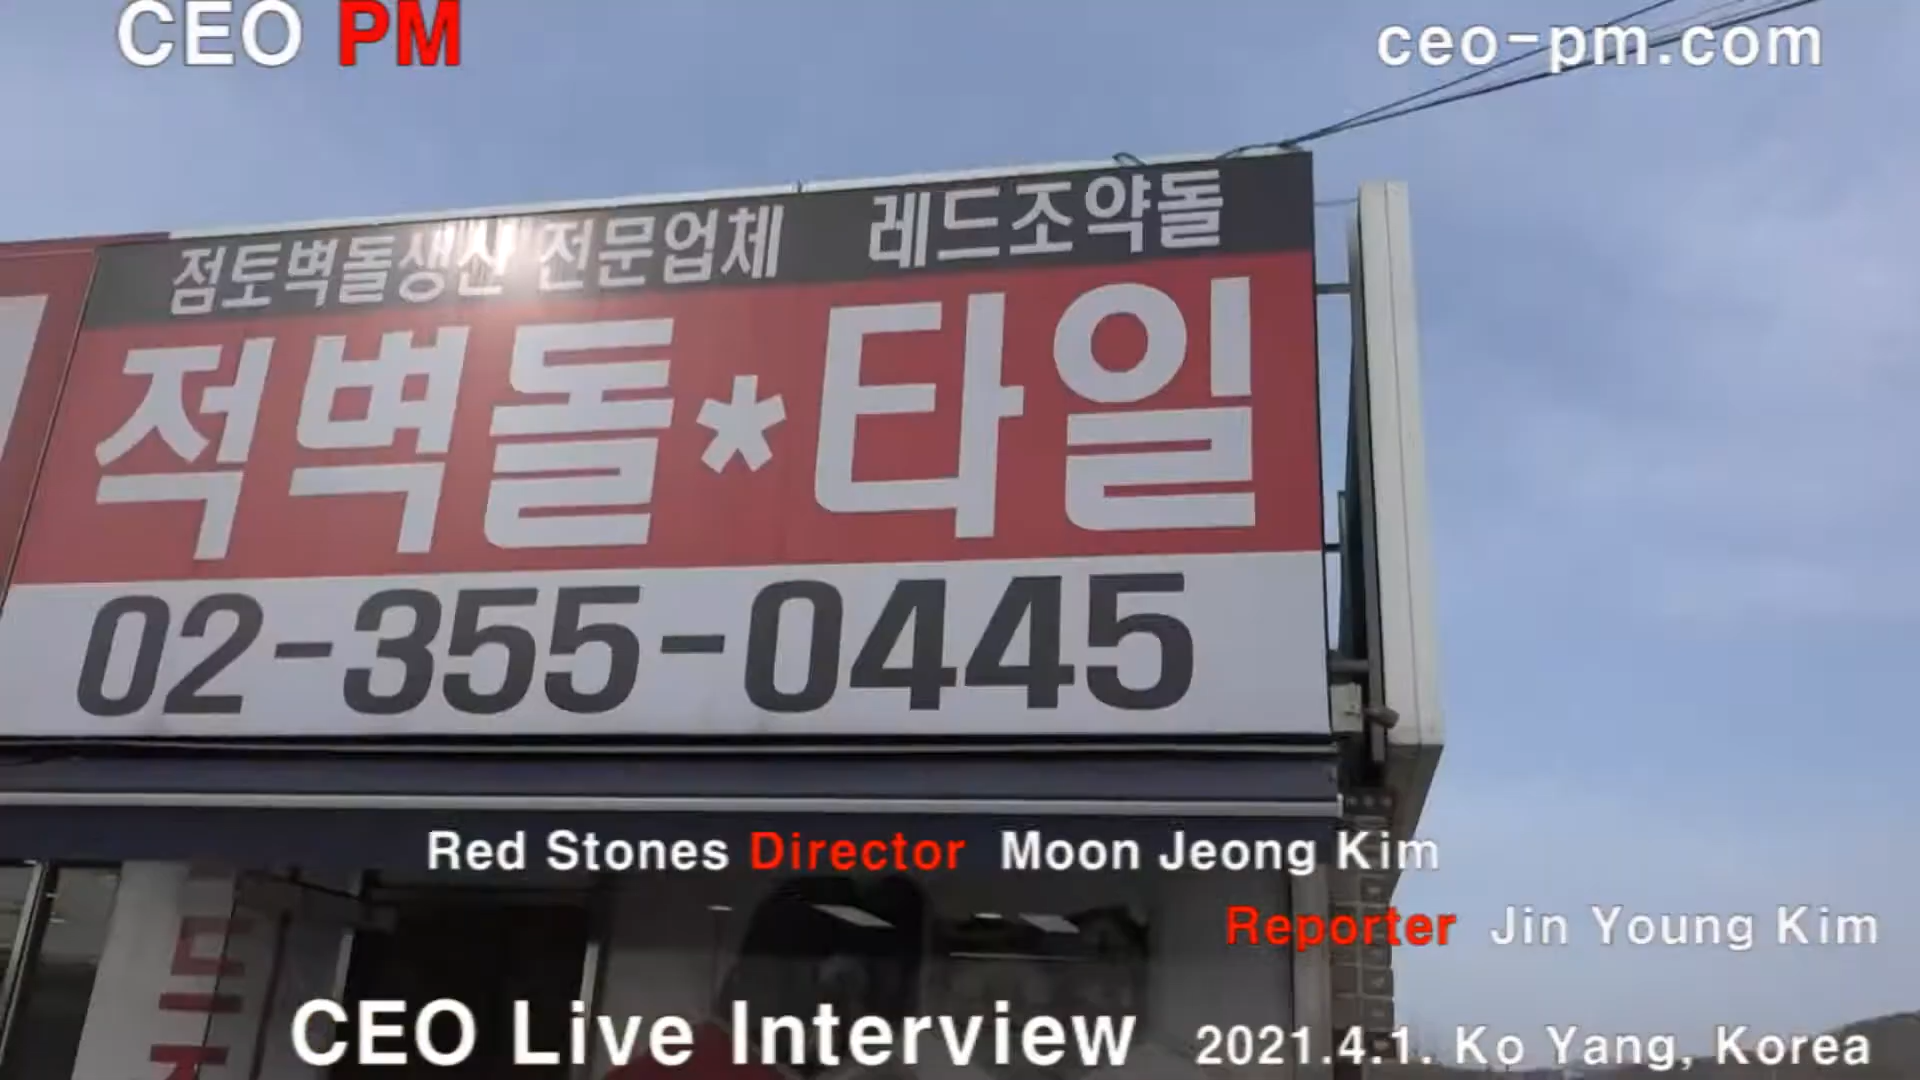 CEO PM
ceo-pm.com
점토벽돌생산 전문업체 레드조약돌
적벽돌*타일
02-355-0445
Red Stones Director Moon Jeong Kim
Reporter Jin Young Kim
CEO Live Interview 2021.4.1. Ko Yang, Korea